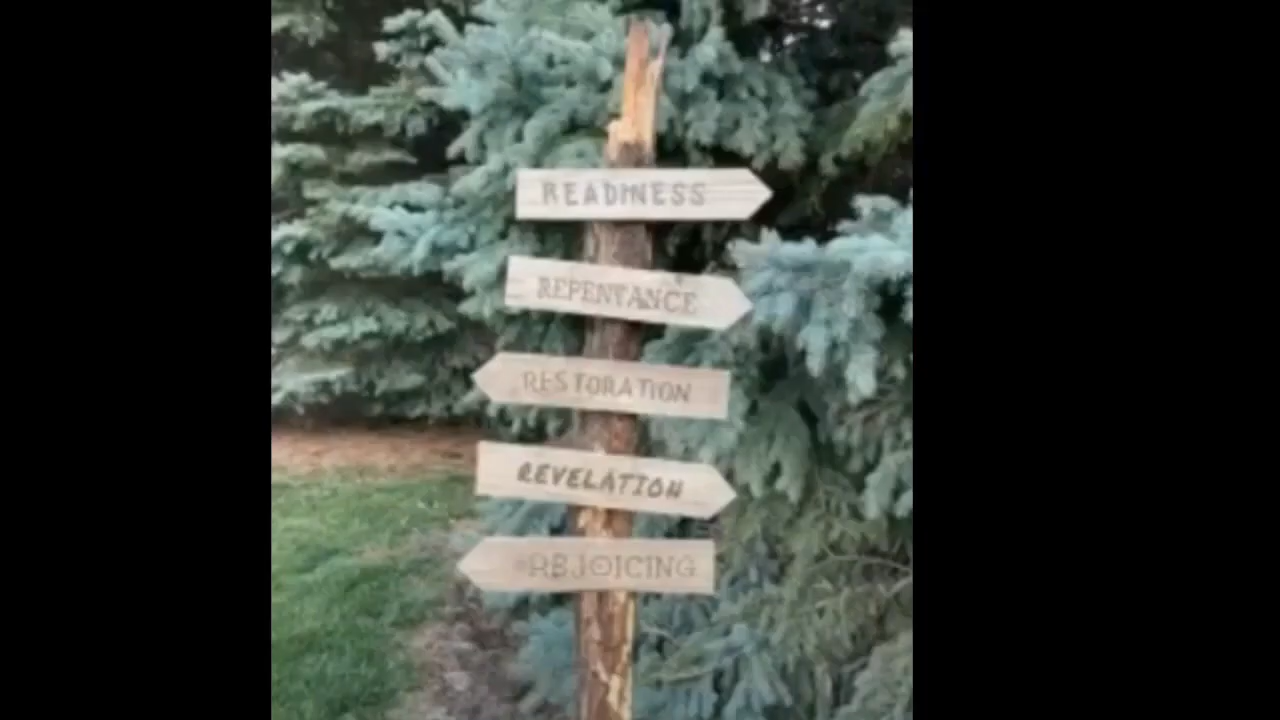 READINESS
REPENTANCE
RESTORATION
REVELATION
REJOICING